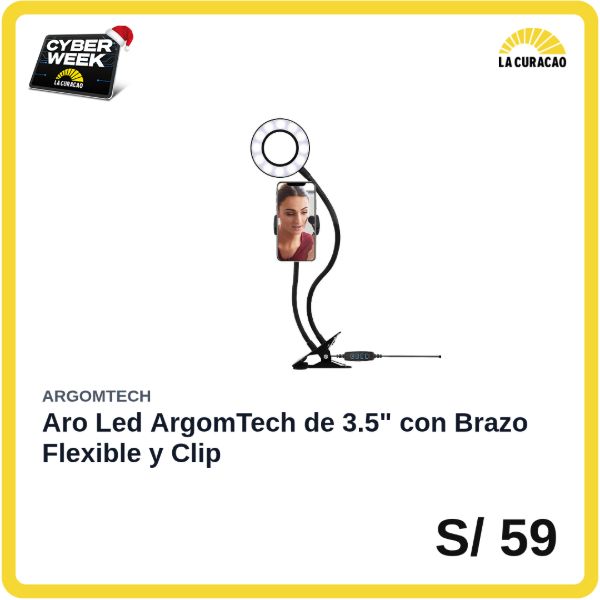 CYBER
WEEK
LA CURACAO
LA CURACAO
ARGOMTECH
Aro Led ArgomTech de 3.5" con Brazo
Flexible y Clip
S/ 59